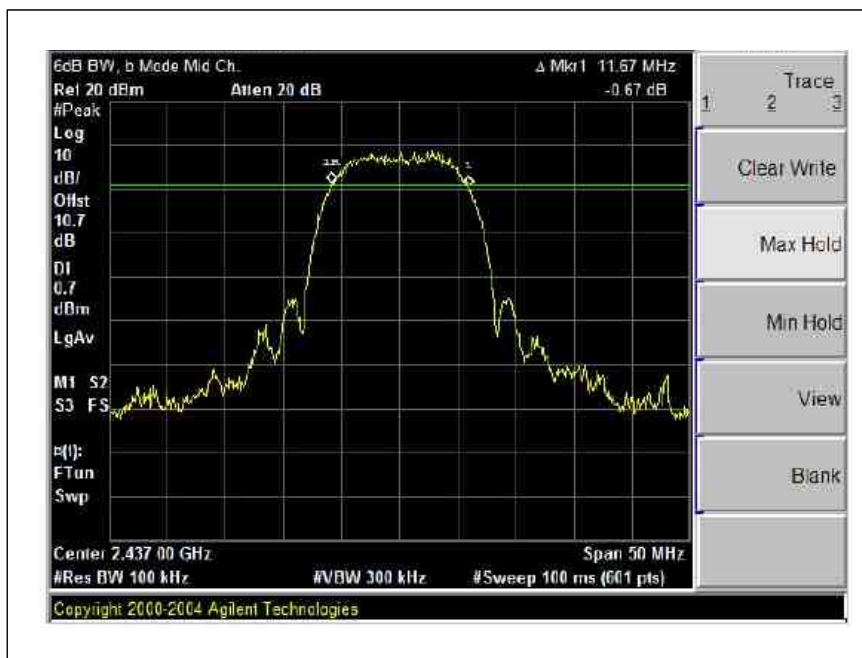 6dB BW, b Mode Mid Ch.
Δ Mkr1 11.67 MHz
Ref 20 dBm
Atten 20 dB
-0.67 dB
#Peak
Log
10
dB/
Offst
10.7
dB
DI
0.7
dBm
LgAv
M1 S2
S3 FS
¤(f):
FTun
Swp
1R
1
Center 2.437 00 GHz
Span 50 MHz
#Res BW 100 kHz
#VBW 300 kHz
#Sweep 100 ms (601 pts)
Copyright 2000-2004 Agilent Technologies
Trace
1 2 3
Clear Write
Max Hold
Min Hold
View
Blank